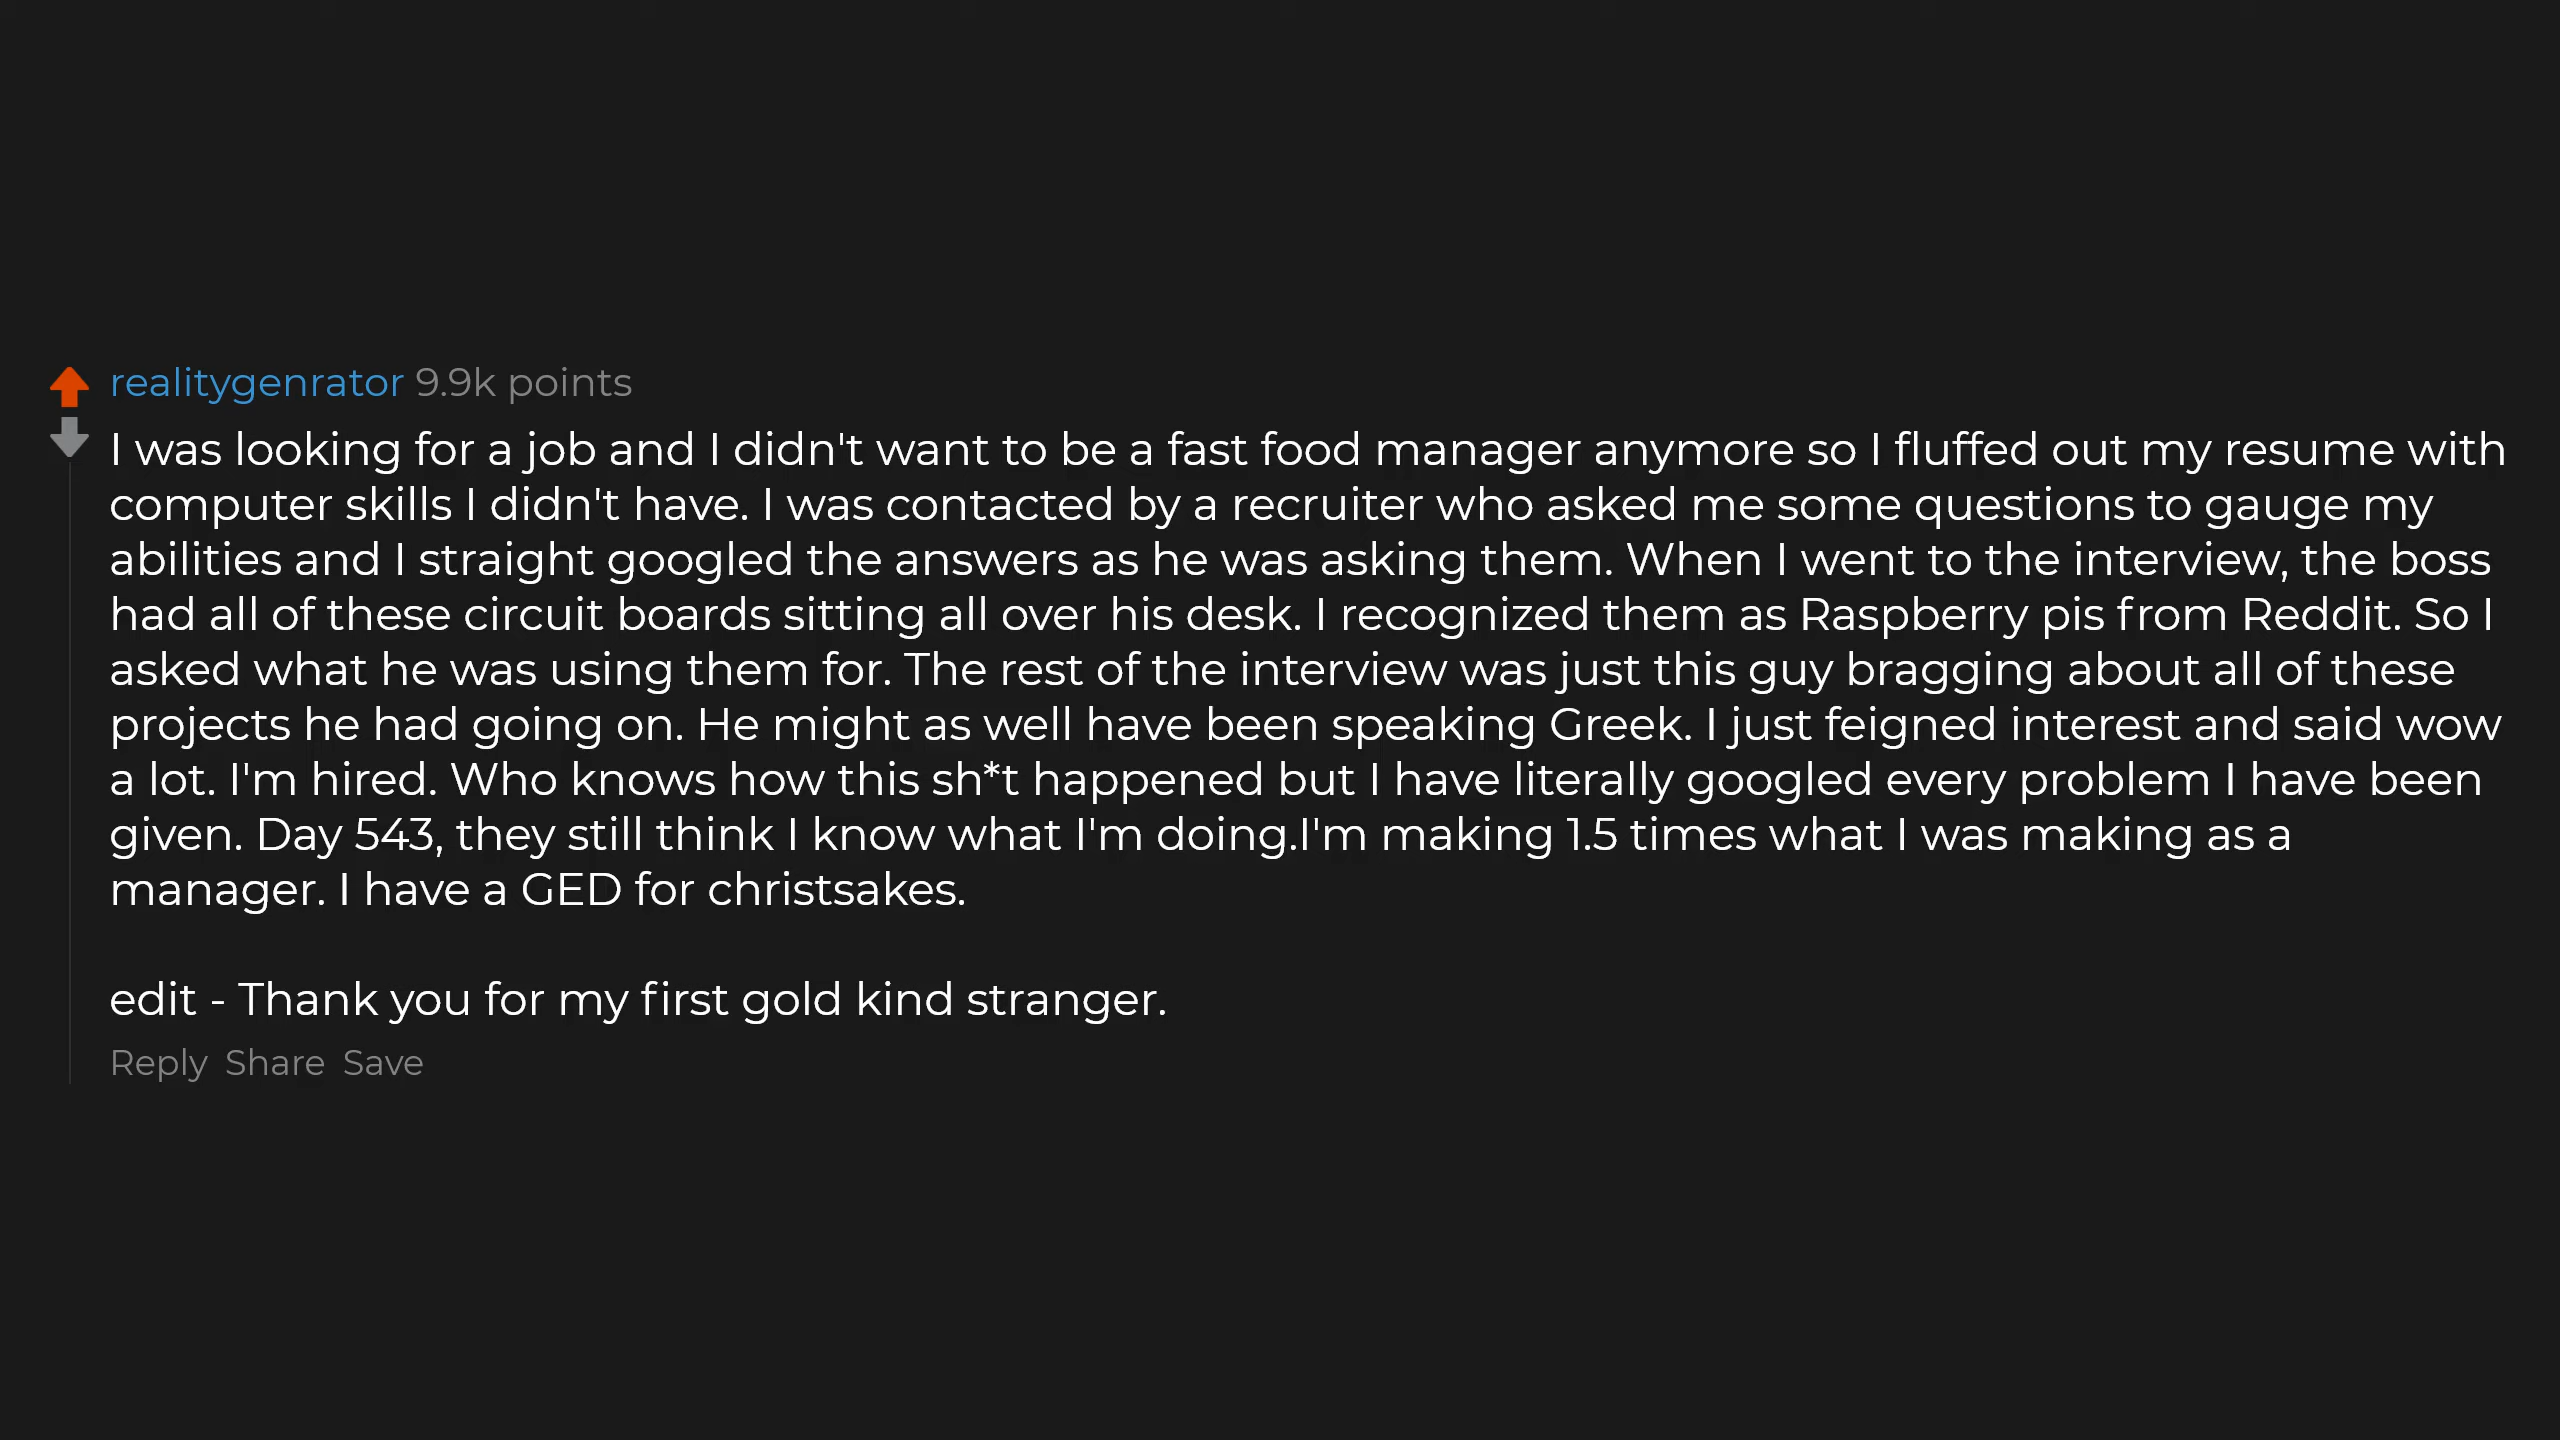 realitygenrator 9.9k points
I was looking for a job and I didn't want to be a fast food manager anymore so I fluffed out my resume with
computer skills I didn't have. I was contacted by a recruiter who asked me some questions to gauge my
abilities and I straight googled the answers as he was asking them. When I went to the interview, the boss
had all of these circuit boards sitting all over his desk. I recognized them as Raspberry pis from Reddit. So I
asked what he was using them for. The rest of the interview was just this guy bragging about all of these
projects he had going on. He might as well have been speaking Greek. I just feigned interest and said wow
a lot. I'm hired. Who knows how this sh*t happened but I have literally googled every problem I have been
given. Day 543, they still think I know what I'm doing.I'm making 1.5 times what I was making as a
manager. I have a GED for christsakes.
edit - Thank you for my first gold kind stranger.
Reply Share Save